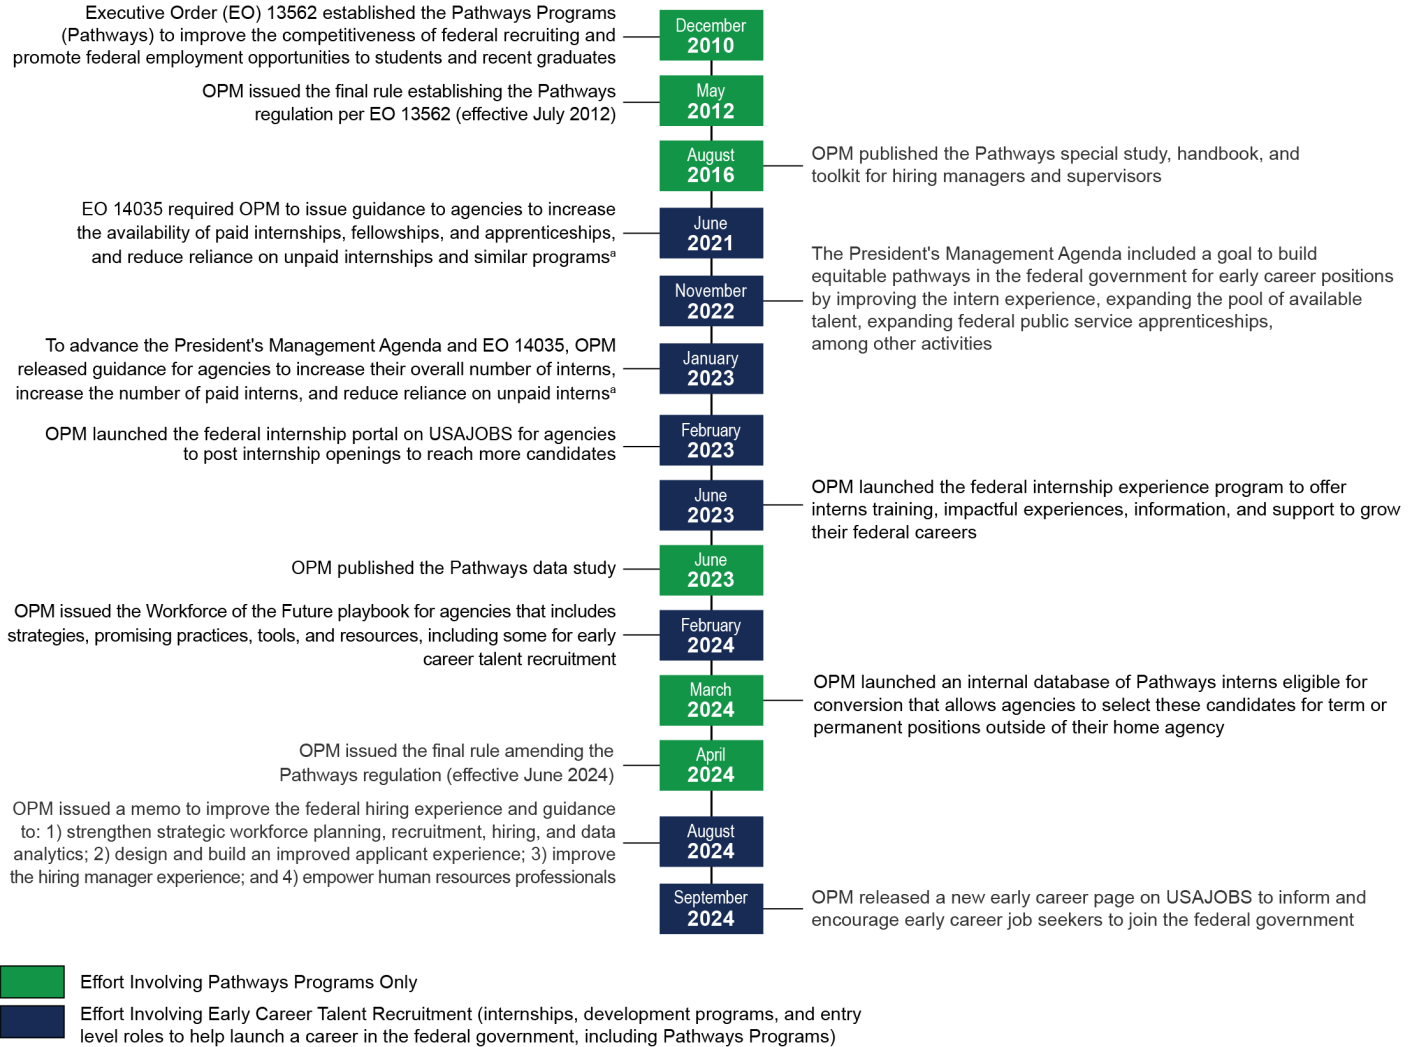 Executive Order (EO) 13562 established the Pathways Programs
(Pathways) to improve the competitiveness of federal recruiting and
promote federal employment opportunities to students and recent graduates
December
2010
OPM issued the final rule establishing the Pathways
regulation per EO 13562 (effective July 2012)
May
2012
August
2016
OPM published the Pathways special study, handbook, and
toolkit for hiring managers and supervisors
EO 14035 required OPM to issue guidance to agencies to increase
the availability of paid internships, fellowships, and apprenticeships,
and reduce reliance on unpaid internships and similar programsª
June
2021
November
2022
The President's Management Agenda included a goal to build
equitable pathways in the federal government for early career positions
by improving the intern experience, expanding the pool of available
talent, expanding federal public service apprenticeships,
among other activities
To advance the President's Management Agenda and EO 14035, OPM
released guidance for agencies to increase their overall number of interns,
increase the number of paid interns, and reduce reliance on unpaid internsª
January
2023
OPM launched the federal internship portal on USAJOBS for agencies
to post internship openings to reach more candidates
February
2023
June
2023
OPM launched the federal internship experience program to offer
interns training, impactful experiences, information, and support to grow
their federal careers
OPM published the Pathways data study
June
2023
OPM issued the Workforce of the Future playbook for agencies that includes
strategies, promising practices, tools, and resources, including some for early
career talent recruitment
February
2024
March
2024
OPM launched an internal database of Pathways interns eligible for
conversion that allows agencies to select these candidates for term or
permanent positions outside of their home agency
OPM issued the final rule amending the
Pathways regulation (effective June 2024)
April
2024
OPM issued a memo to improve the federal hiring experience and guidance
to: 1) strengthen strategic workforce planning, recruitment, hiring, and data
analytics; 2) design and build an improved applicant experience; 3) improve
the hiring manager experience; and 4) empower human resources professionals
August
2024
September
2024
OPM released a new early career page on USAJOBS to inform and
encourage early career job seekers to join the federal government
Effort Involving Pathways Programs Only
Effort Involving Early Career Talent Recruitment (internships, development programs, and entry
level roles to help launch a career in the federal government, including Pathways Programs)